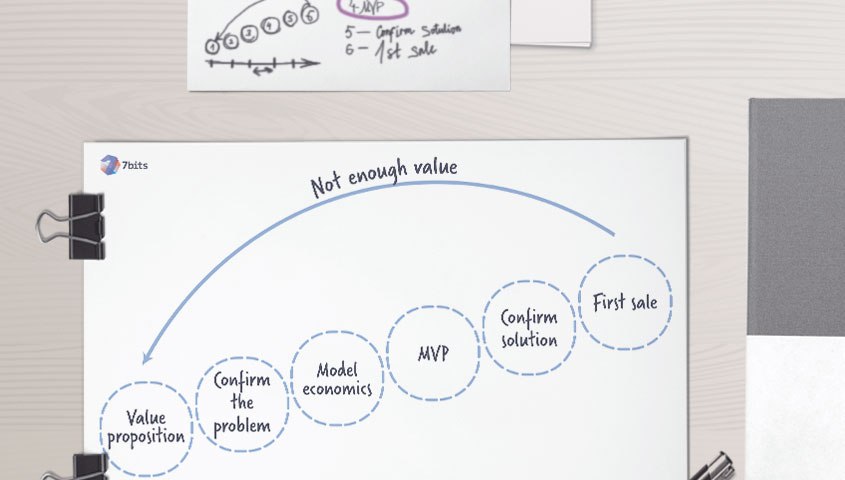 1
2
3
4
5
6
4 MVP
5 — Confirm Solution
6 — 1st sale
7bits
Not enough value
First sale
Confirm
solution
MVP
Model
economics
Confirm
the
problem
Value
proposition